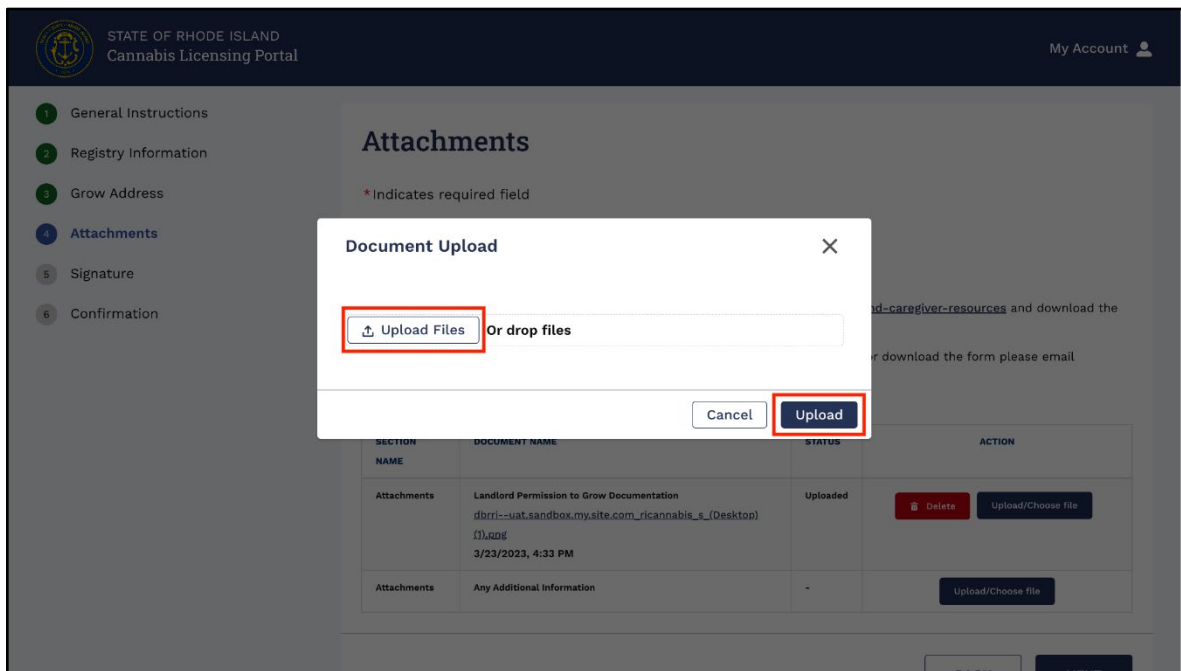 STATE OF RHODE ISLAND
Cannabis Licensing Portal
My Account
1 General Instructions
2 Registry Information
3 Grow Address
4 Attachments
5 Signature
6 Confirmation
Attachments
*Indicates required field
Document Upload
nd-caregiver-resources and download the
Upload Files Or drop files
r download the form please email
Cancel Upload
SECTION NAME DOCUMENT NAME STATUS ACTION
Attachments Landlord Permission to Grow Documentation Uploaded Delete Upload/Choose file
dbrri--uat.sandbox.my.site.com_ricannabis_s_(Desktop)
(1).png
3/23/2023, 4:33 PM
Attachments Any Additional Information - Upload/Choose file